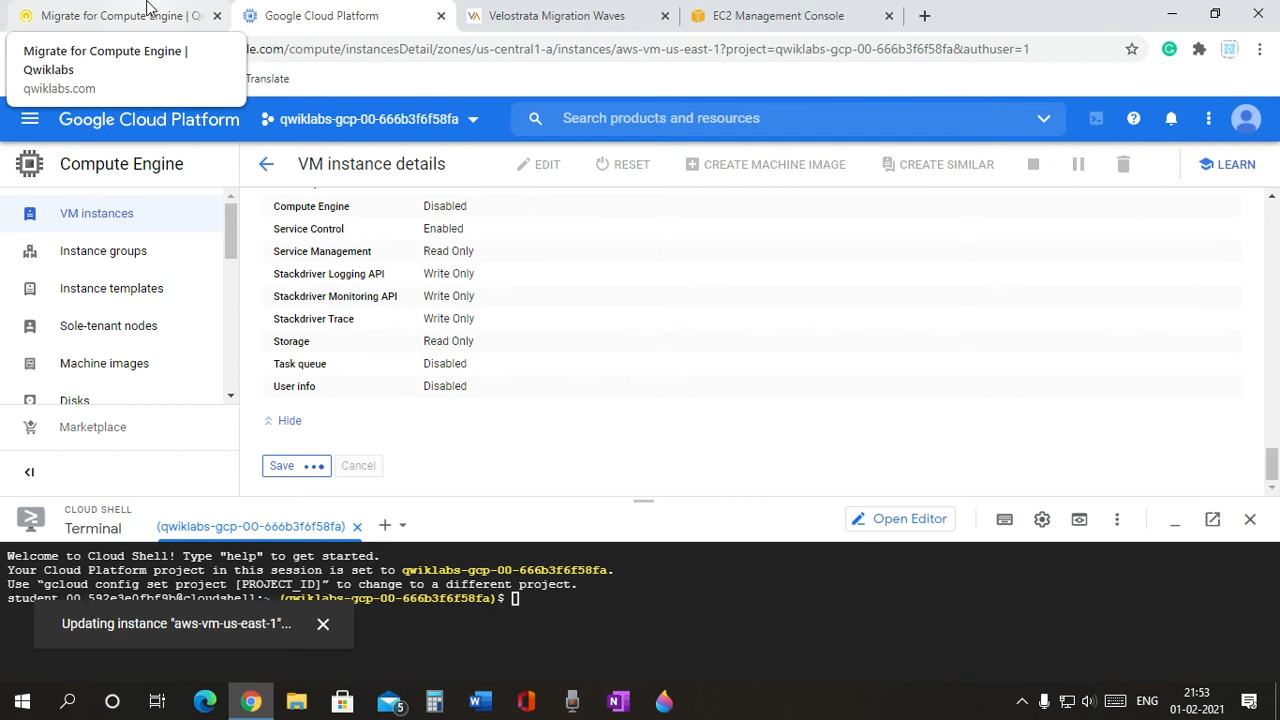 Migrate for Compute Engine | Q
Google Cloud Platform
Velostrata Migration Waves
EC2 Management Console
Migrate for Compute Engine |
Qwiklabs
qwiklabs.com
le.com/compute/instancesDetail/zones/us-central1-a/instances/aws-vm-us-east-1?project=qwiklabs-gcp-00-666b3f6f58fa&authuser=1
Translate
Google Cloud Platform
qwiklabs-gcp-00-666b3f6f58fa
Search products and resources
Compute Engine
VM instance details
EDIT
RESET
CREATE MACHINE IMAGE
CREATE SIMILAR
LEARN
VM instances
Instance groups
Instance templates
Sole-tenant nodes
Machine images
Disks
Marketplace
Compute Engine Disabled
Service Control Enabled
Service Management Read Only
Stackdriver Logging API Write Only
Stackdriver Monitoring API Write Only
Stackdriver Trace Write Only
Storage Read Only
Task queue Disabled
User info Disabled
Hide
Save
Cancel
CLOUD SHELL
Terminal
(qwiklabs-gcp-00-666b3f6f58fa)
Open Editor
Welcome to Cloud Shell! Type "help" to get started.
Your Cloud Platform project in this session is set to qwiklabs-gcp-00-666b3f6f58fa.
Use “gcloud config set project [PROJECT_ID]” to change to a different project.
student_00_592e3e0fbf9b@cloudshell:~ (qwiklabs-gcp-00-666b3f6f58fa)$
Updating instance "aws-vm-us-east-1"...
5
ENG
21:53
01-02-2021